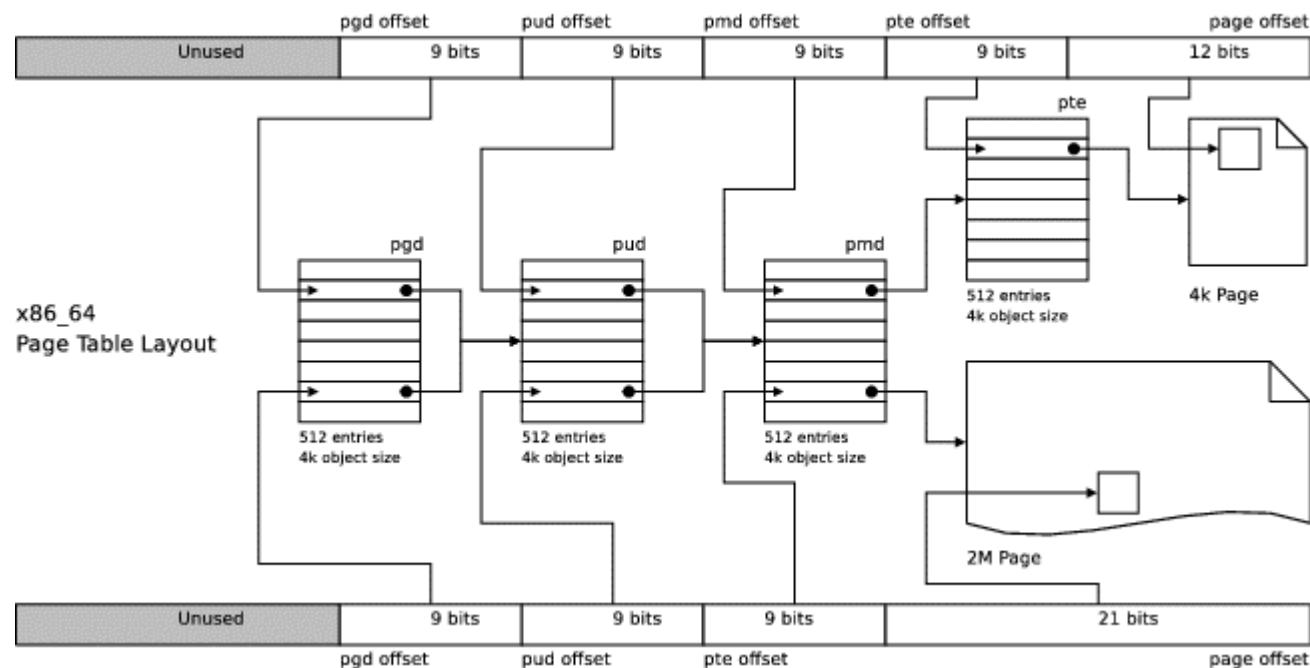 pgd offset pud offset pmd offset pte offset page offset
Unused 9 bits 9 bits 9 bits 9 bits 12 bits
pte
pgd pud pmd
512 entries
4k object size
4k Page
x86_64
Page Table Layout
512 entries
4k object size
512 entries
4k object size
512 entries
4k object size
2M Page
Unused 9 bits 9 bits 9 bits 21 bits
pgd offset pud offset pte offset page offset